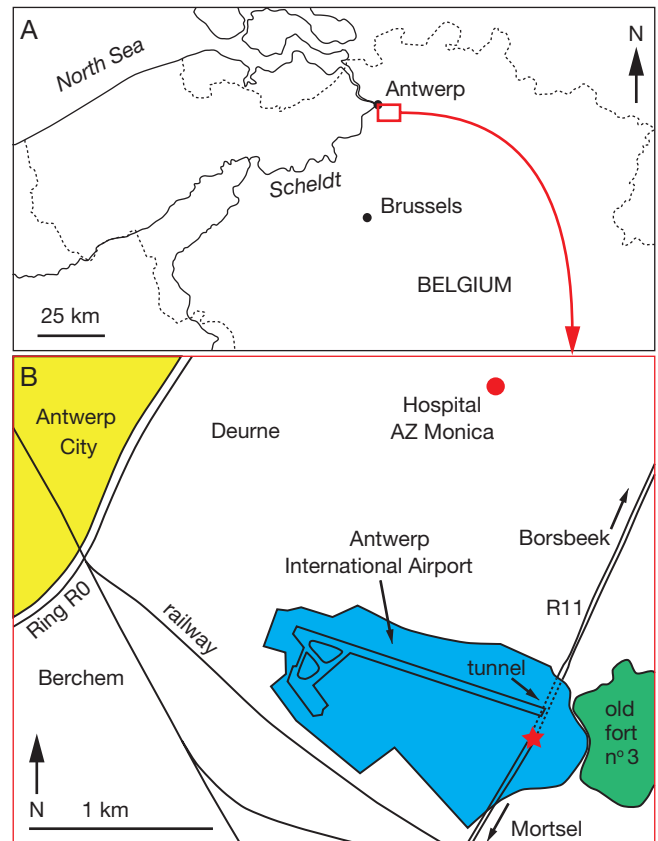 A
North Sea
N
Antwerp
Scheldt
Brussels
BELGIUM
25 km
B
Antwerp
City
Deurne
Hospital
AZ Monica
Antwerp
International Airport
Borsbeek
R11
Ring R0
railway
Berchem
tunnel
old
fort
nº 3
N
1 km
Mortsel